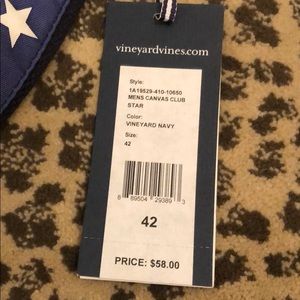 vineyardvines.com
Style:
1A19529-410-10650
MENS CANVAS CLUB
STAR
Color:
VINEYARD NAVY
Size:
42
8 89504 29389 3
42
PRICE: $58.00